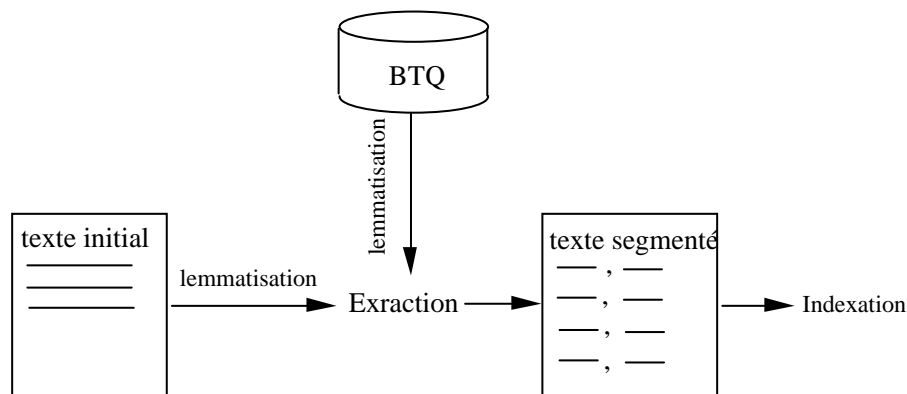 BTQ
lemmatisation
texte initial
lemmatisation
Exraction
texte segmenté
, 
, 
, 
, 
Indexation